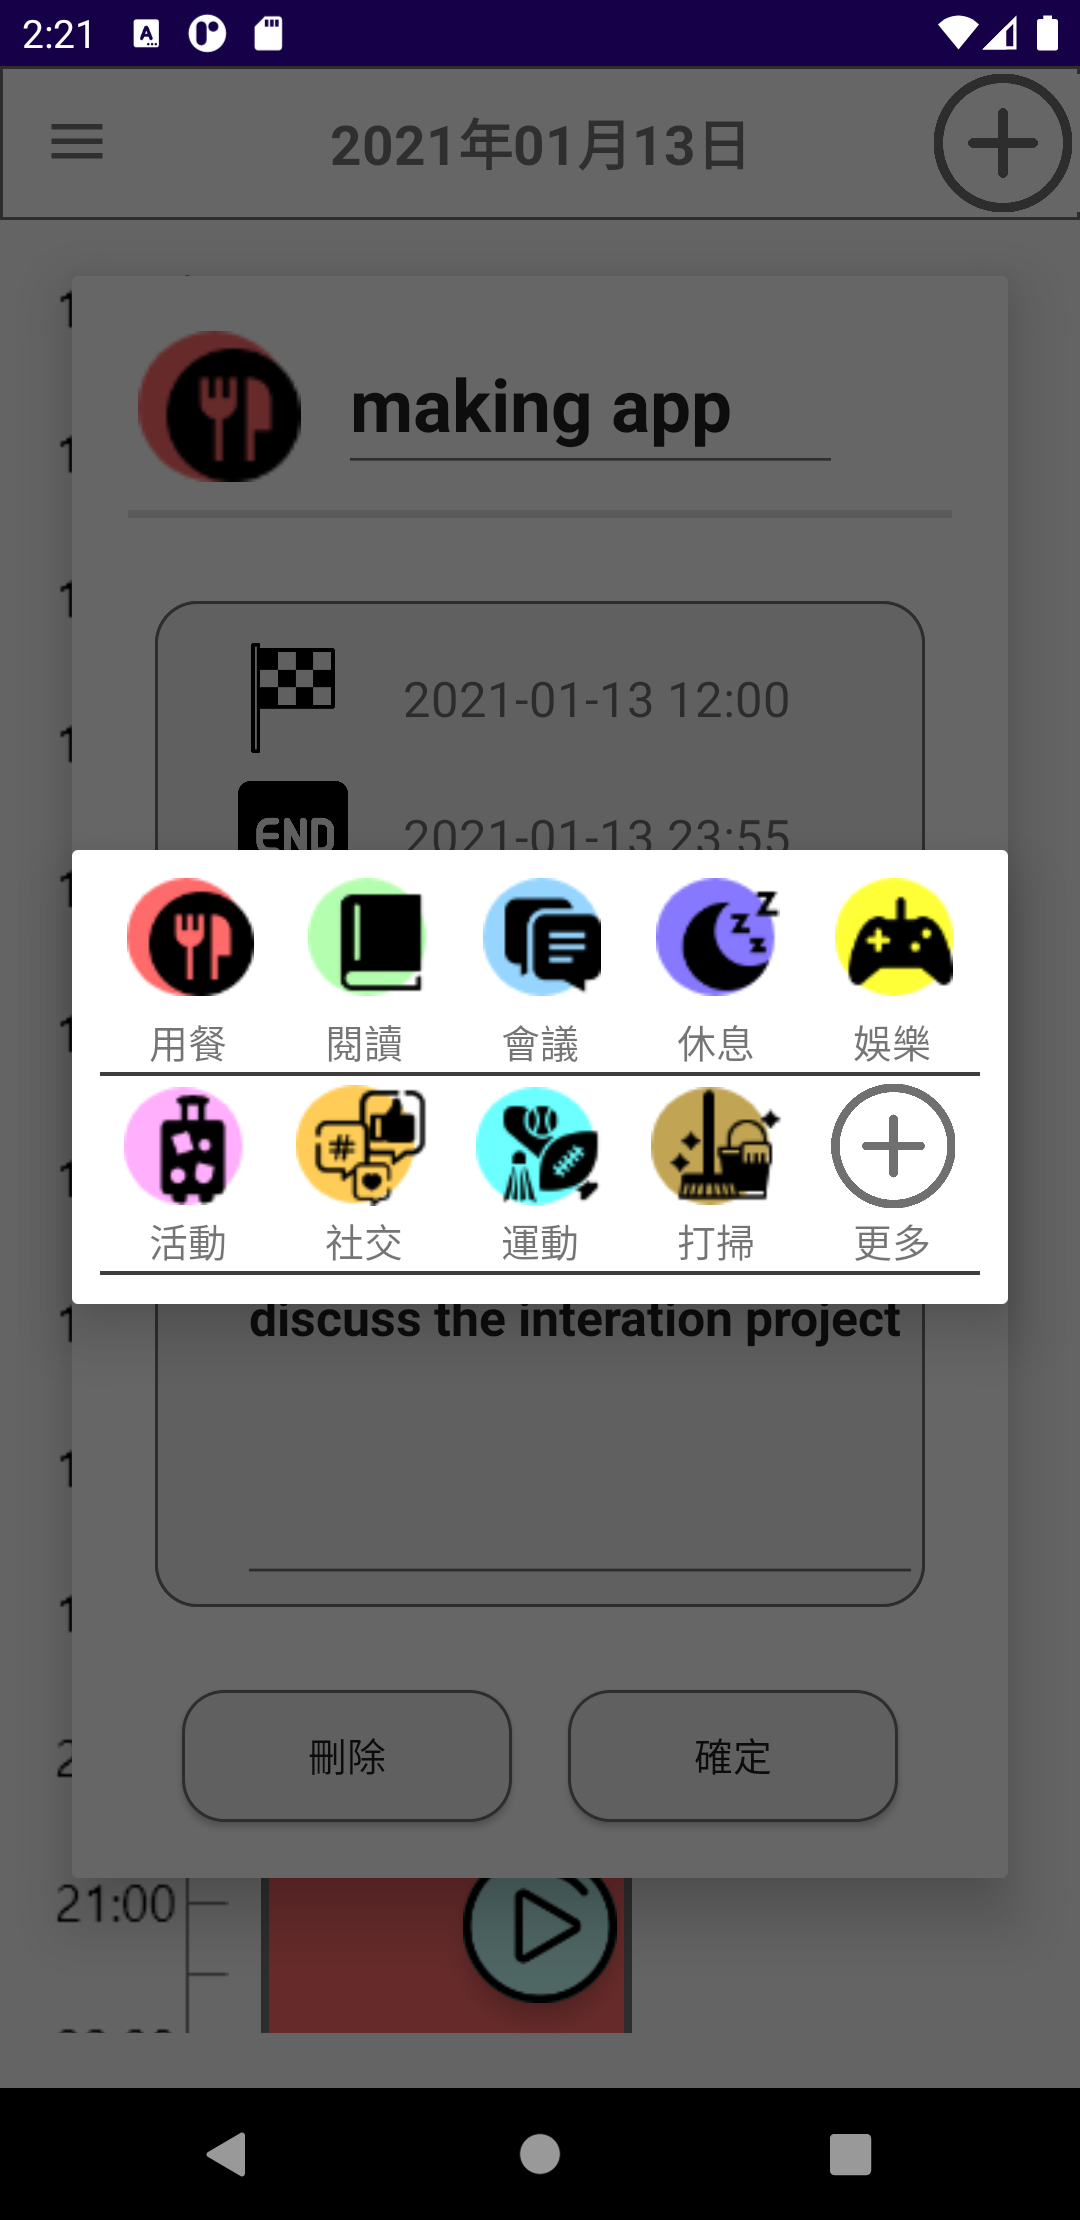 2:21
2021年01月13日
making app
2021-01-13 12:00
END
2021-01-13 23:55
用餐 閱讀 會議 休息 娛樂
活動 社交 運動 打掃 更多
discuss the interation project
刪除 確定
21:00